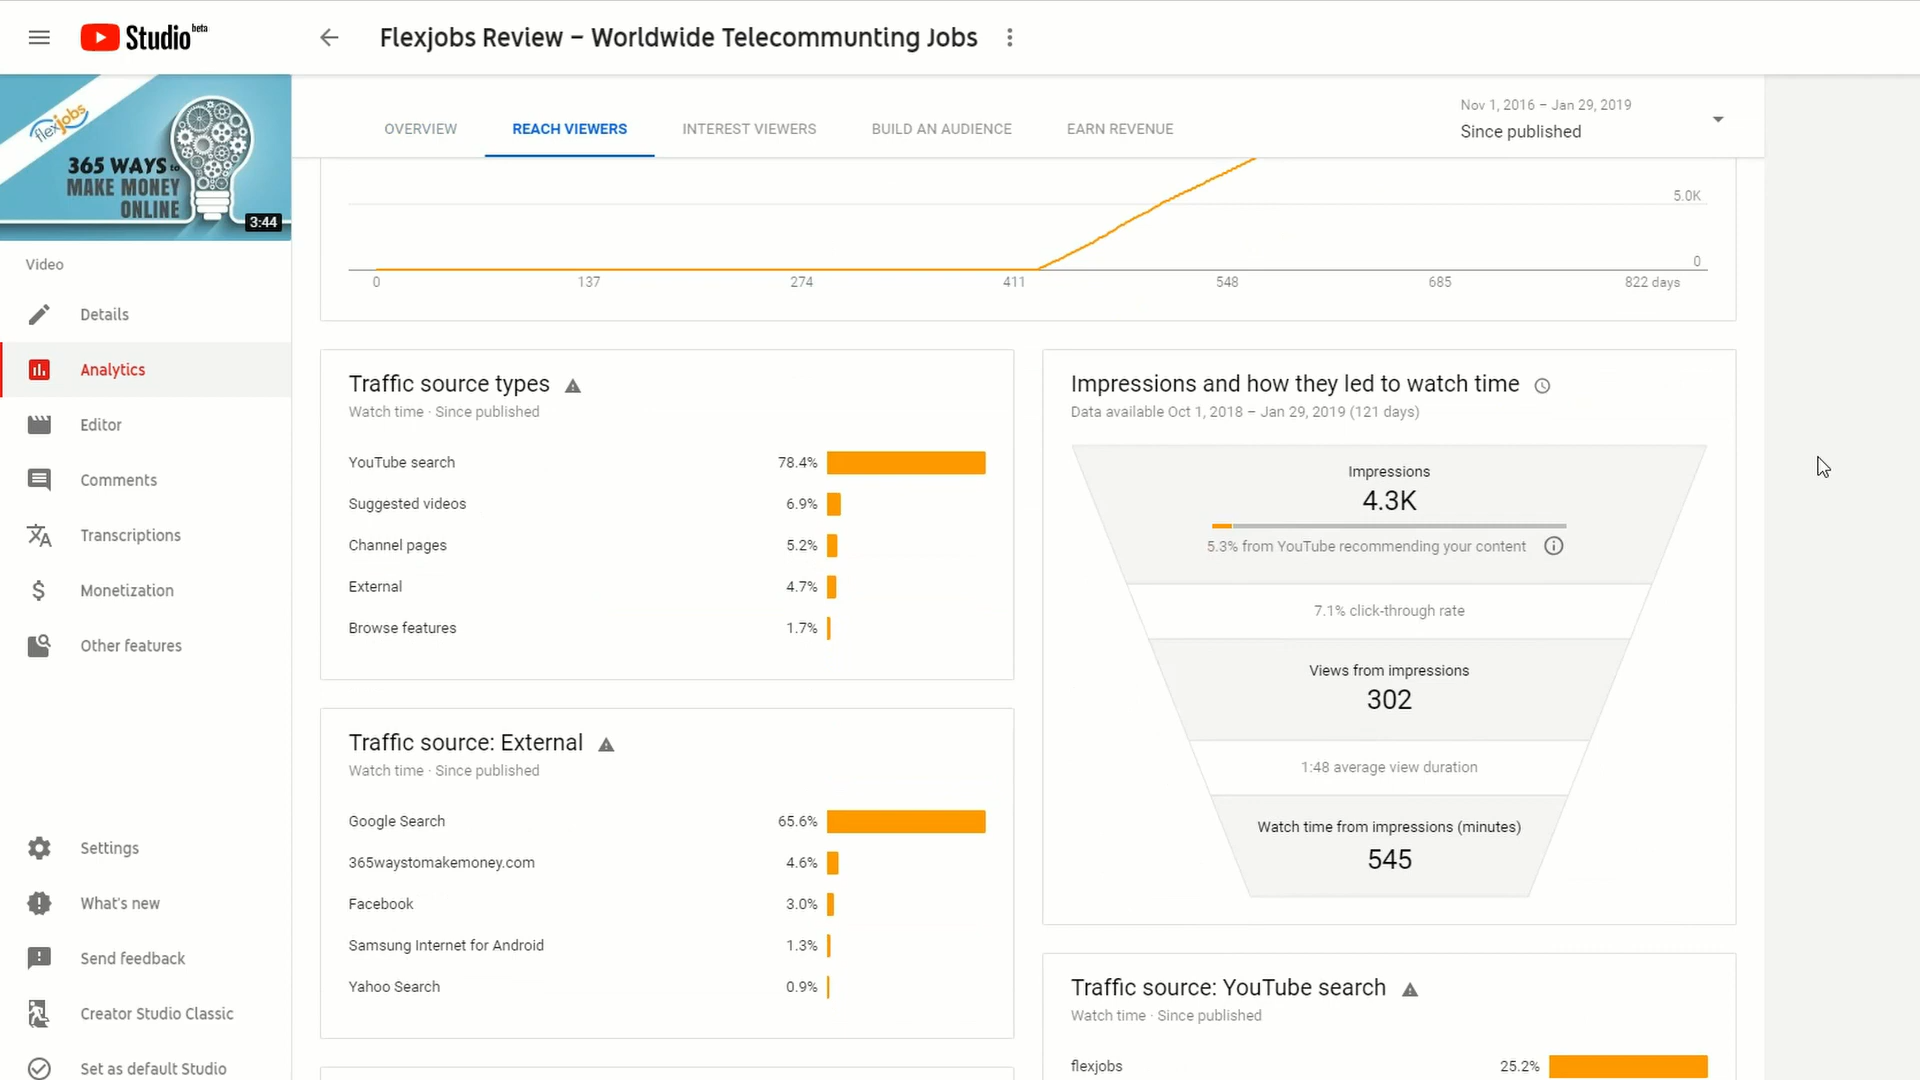 Studio beta
Flexjobs Review – Worldwide Telecommunting Jobs
flexjobs
365 WAYS to
MAKE MONEY
ONLINE
3:44
Video
Details
Analytics
Editor
Comments
Transcriptions
Monetization
Other features
Settings
What's new
Send feedback
Creator Studio Classic
Set as default Studio
OVERVIEW
REACH VIEWERS
INTEREST VIEWERS
BUILD AN AUDIENCE
EARN REVENUE
Nov 1, 2016 – Jan 29, 2019
Since published
5.0K
0
0 137 274 411 548 685 822 days
Traffic source types
Watch time · Since published
YouTube search 78.4%
Suggested videos 6.9%
Channel pages 5.2%
External 4.7%
Browse features 1.7%
Traffic source: External
Watch time · Since published
Google Search 65.6%
365waystomakemoney.com 4.6%
Facebook 3.0%
Samsung Internet for Android 1.3%
Yahoo Search 0.9%
Impressions and how they led to watch time
Data available Oct 1, 2018 – Jan 29, 2019 (121 days)
Impressions
4.3K
5.3% from YouTube recommending your content
7.1% click-through rate
Views from impressions
302
1:48 average view duration
Watch time from impressions (minutes)
545
Traffic source: YouTube search
Watch time · Since published
flexjobs 25.2%